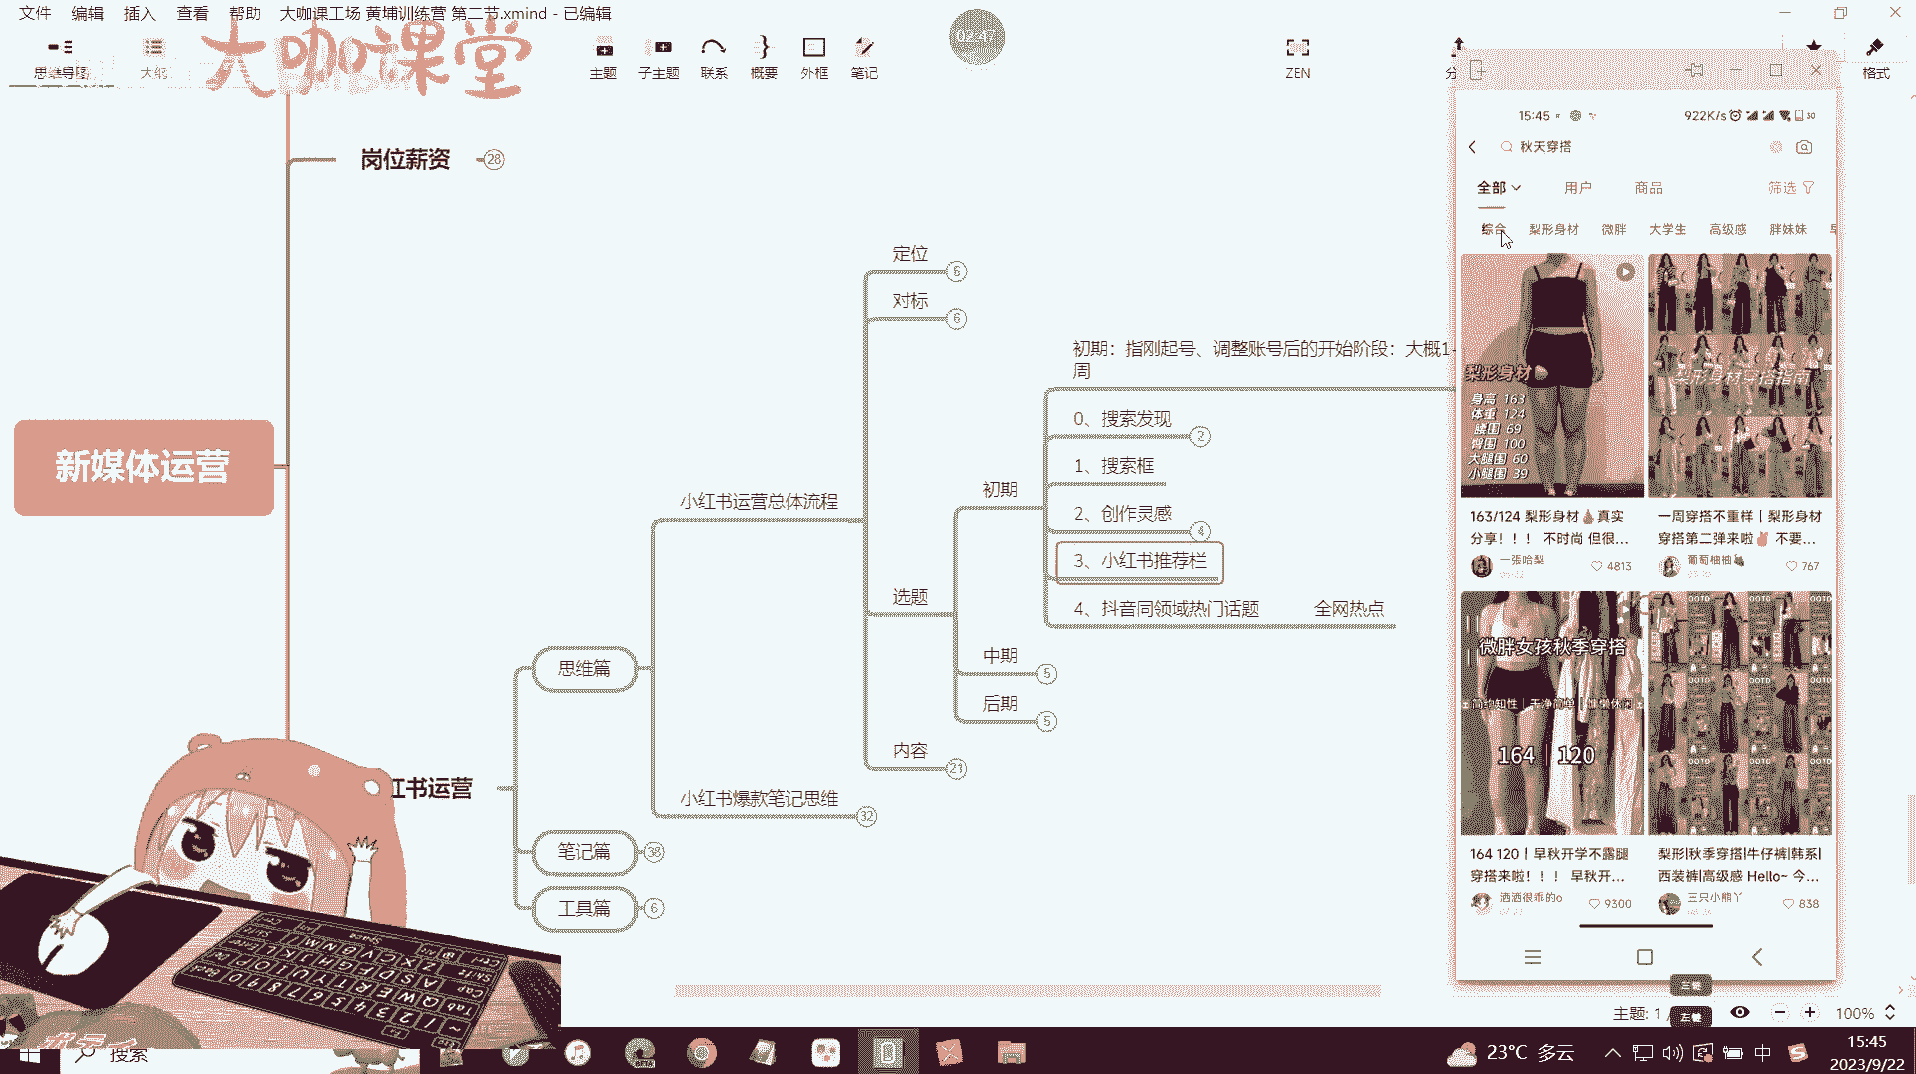 文件 编辑 插入 查看 帮助 大咖课工场 黄埔训练营 第二节.xmind - 已编辑
思维导图
大纲
大咖课堂
主题
子主题
联系
概要
外框
笔记
02:47
ZEN
格式
岗位薪资
28
新媒体运营
红书运营
思维篇
笔记篇
38
工具篇
6
小红书运营总体流程
小红书爆款笔记思维
32
定位
6
对标
6
选题
内容
21
初期
中期
5
后期
5
初期：指刚起号、调整账号后的开始阶段：大概1-
周
0、搜索发现
2
1、搜索框
2、创作灵感
4
3、小红书推荐栏
4、抖音同领域热门话题
全网热点
15:45
922K/s
30
秋天穿搭
全部 用户 商品 筛选
综合 梨形身材 微胖 大学生 高级感 胖妹妹
梨形身材
身高 163
体重 124
腰围 69
臀围 100
大腿围 60
小腿围 39
梨形身材穿搭指南
163/124 梨形身材 真实
分享！！！ 不时尚 但很...
一張哈梨
4813
一周穿搭不重样丨梨形身材
穿搭第二弹来啦 不要...
葡萄柚柚
767
微胖女孩秋季穿搭
164 | 120
OOTD
164 120丨早秋开学不露腿
穿搭来啦！！！ 早秋开...
洒洒很乖的o
9300
梨形|秋季穿搭|牛仔裤|韩系|
西装裤|高级感 Hello~ 今...
三只小熊丫
838
主题: 1
100%
搜索
23°C 多云
中
15:45
2023/9/22